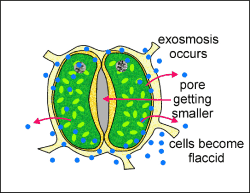 exosmosis
occurs
pore
getting
smaller
cells become
flaccid